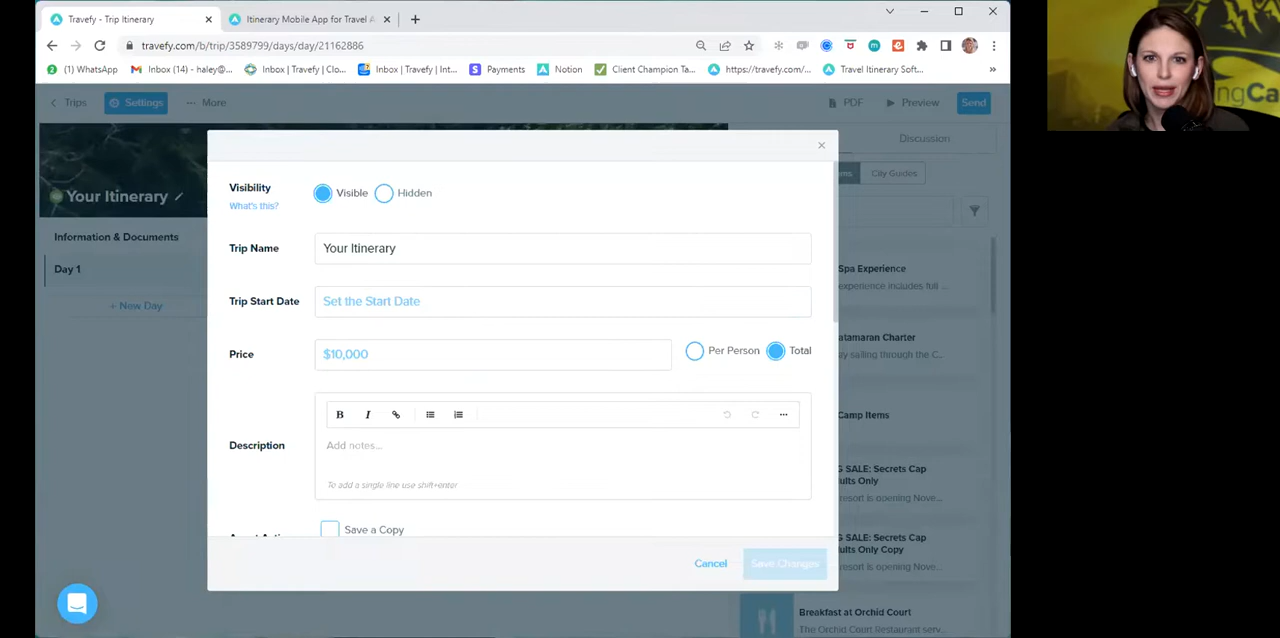 Travefy - Trip Itinerary
Itinerary Mobile App for Travel A
travefy.com/b/trip/3589799/days/day/21162886
(1) WhatsApp
Inbox (14) - haley@...
Inbox | Travefy | Clo...
Inbox | Travefy | Int...
Payments
Notion
Client Champion Ta...
https://travefy.com/...
Travel Itinerary Soft...
Trips
Settings
More
PDF
Preview
Send
Discussion
City Guides
Your Itinerary
Information & Documents
Day 1
+ New Day
Visibility
What's this?
Visible
Hidden
Trip Name
Your Itinerary
Trip Start Date
Set the Start Date
Price
$10,000
Per Person
Total
Description
Add notes...
To add a single line use shift+enter
Save a Copy
Cancel
Save Changes
Spa Experience
experience includes full ...
atamaran Charter
ay sailing through the C...
Camp Items
G SALE: Secrets Cap
ults Only
resort is opening Nove...
G SALE: Secrets Cap
ults Only Copy
resort is opening Nove...
Breakfast at Orchid Court
The Orchid Court Restaurant serv...
ngCa